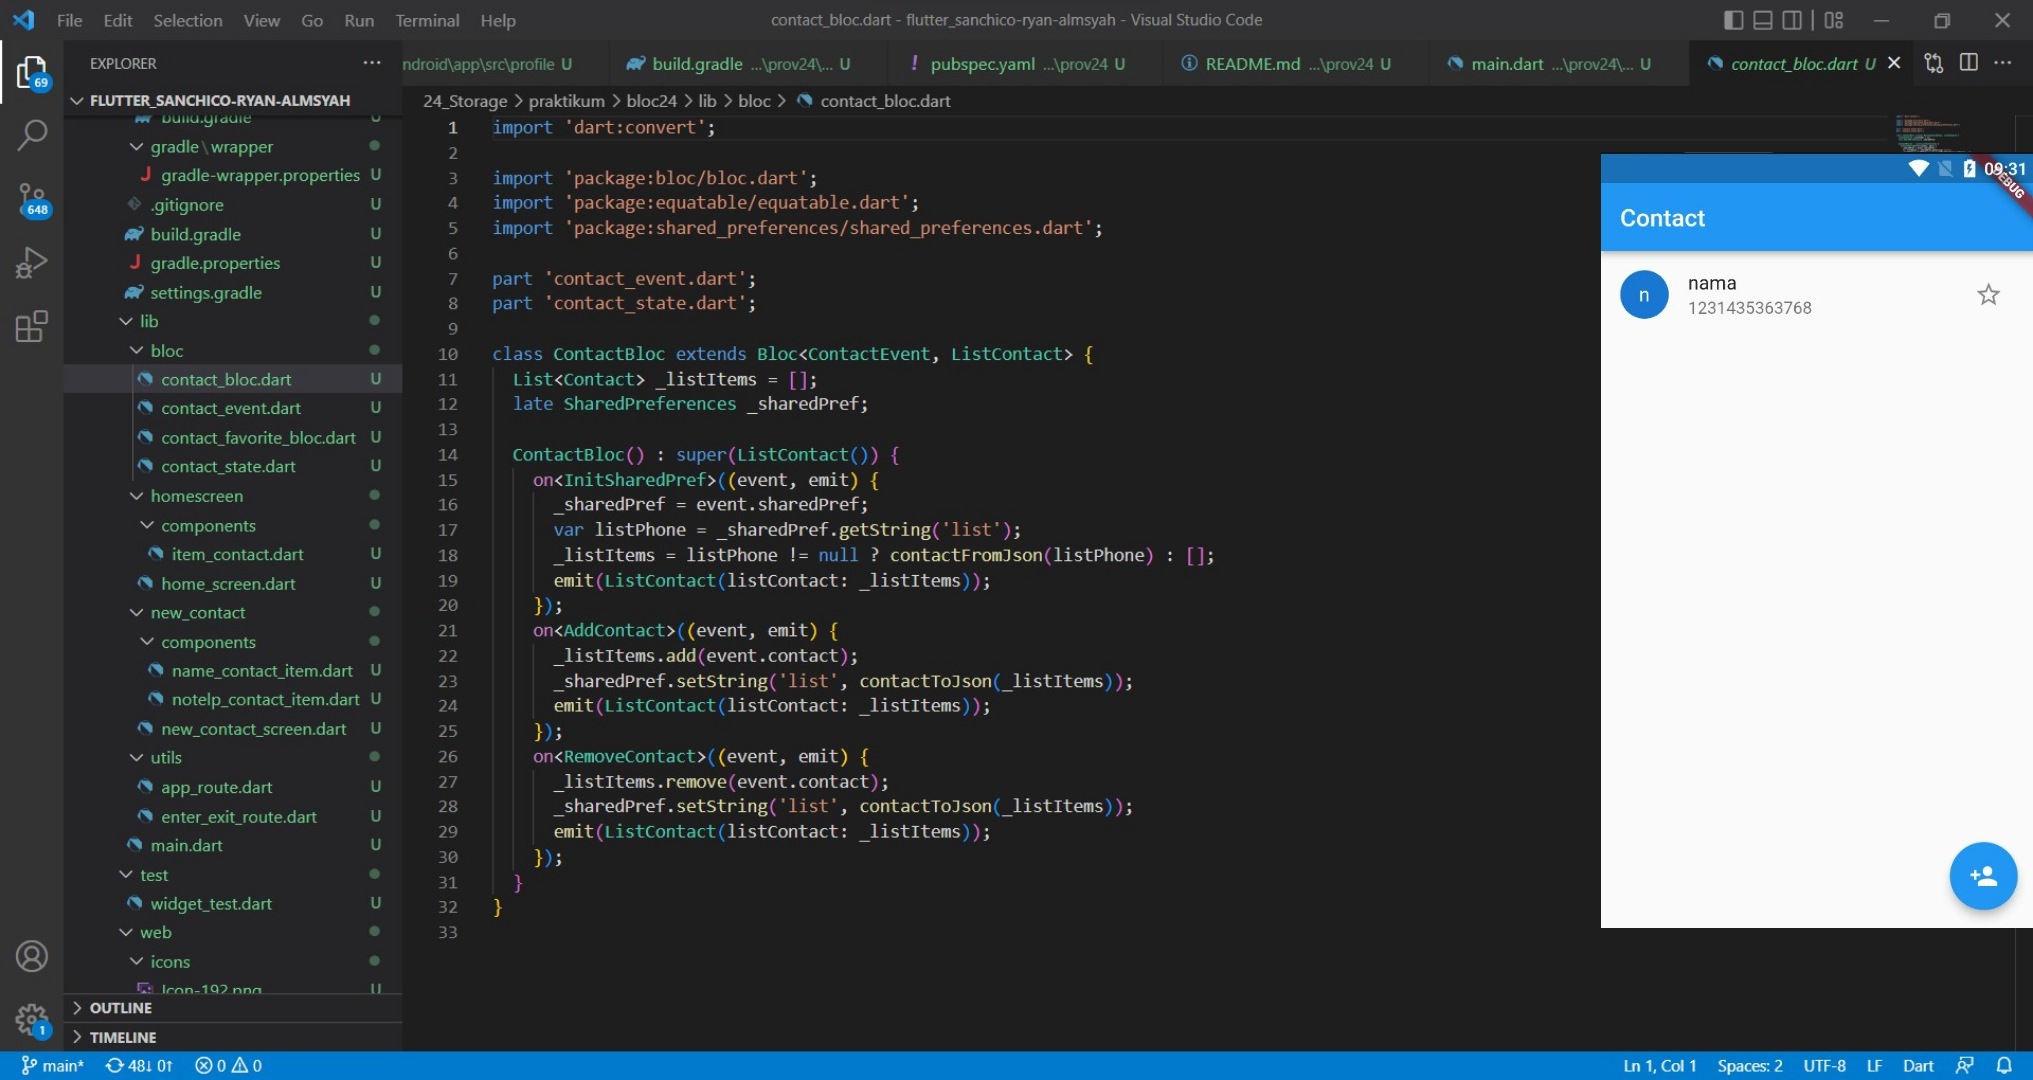 File Edit Selection View Go Run Terminal Help
contact_bloc.dart - flutter_sanchico-ryan-almsyah - Visual Studio Code
EXPLORER
FLUTTER_SANCHICO-RYAN-ALMSYAH
build.gradle U
gradle\wrapper
gradle-wrapper.properties U
.gitignore U
build.gradle U
gradle.properties U
settings.gradle U
lib
bloc
contact_bloc.dart U
contact_event.dart U
contact_favorite_bloc.dart U
contact_state.dart U
homescreen
components
item_contact.dart U
home_screen.dart U
new_contact
components
name_contact_item.dart U
notelp_contact_item.dart U
new_contact_screen.dart U
utils
app_route.dart U
enter_exit_route.dart U
main.dart U
test
widget_test.dart U
web
icons
Icon-192.png U
OUTLINE
TIMELINE
69
648
1
ndroid\app\src\profile U
build.gradle ...\prov24\... U
! pubspec.yaml ...\prov24 U
README.md ...\prov24 U
main.dart ...\prov24\... U
contact_bloc.dart U
24_Storage > praktikum > bloc24 > lib > bloc > contact_bloc.dart
1 import 'dart:convert';
2
3 import 'package:bloc/bloc.dart';
4 import 'package:equatable/equatable.dart';
5 import 'package:shared_preferences/shared_preferences.dart';
6
7 part 'contact_event.dart';
8 part 'contact_state.dart';
9
10 class ContactBloc extends Bloc<ContactEvent, ListContact> {
11 List<Contact> _listItems = [];
12 late SharedPreferences _sharedPref;
13
14 ContactBloc() : super(ListContact()) {
15 on<InitSharedPref>((event, emit) {
16 _sharedPref = event.sharedPref;
17 var listPhone = _sharedPref.getString('list');
18 _listItems = listPhone != null ? contactFromJson(listPhone) : [];
19 emit(ListContact(listContact: _listItems));
20 });
21 on<AddContact>((event, emit) {
22 _listItems.add(event.contact);
23 _sharedPref.setString('list', contactToJson(_listItems));
24 emit(ListContact(listContact: _listItems));
25 });
26 on<RemoveContact>((event, emit) {
27 _listItems.remove(event.contact);
28 _sharedPref.setString('list', contactToJson(_listItems));
29 emit(ListContact(listContact: _listItems));
30 });
31 }
32 }
33
09:31
DEBUG
Contact
n
nama
1231435363768
main* 48↓ 0↑ 0 0
Ln 1, Col 1 Spaces: 2 UTF-8 LF Dart